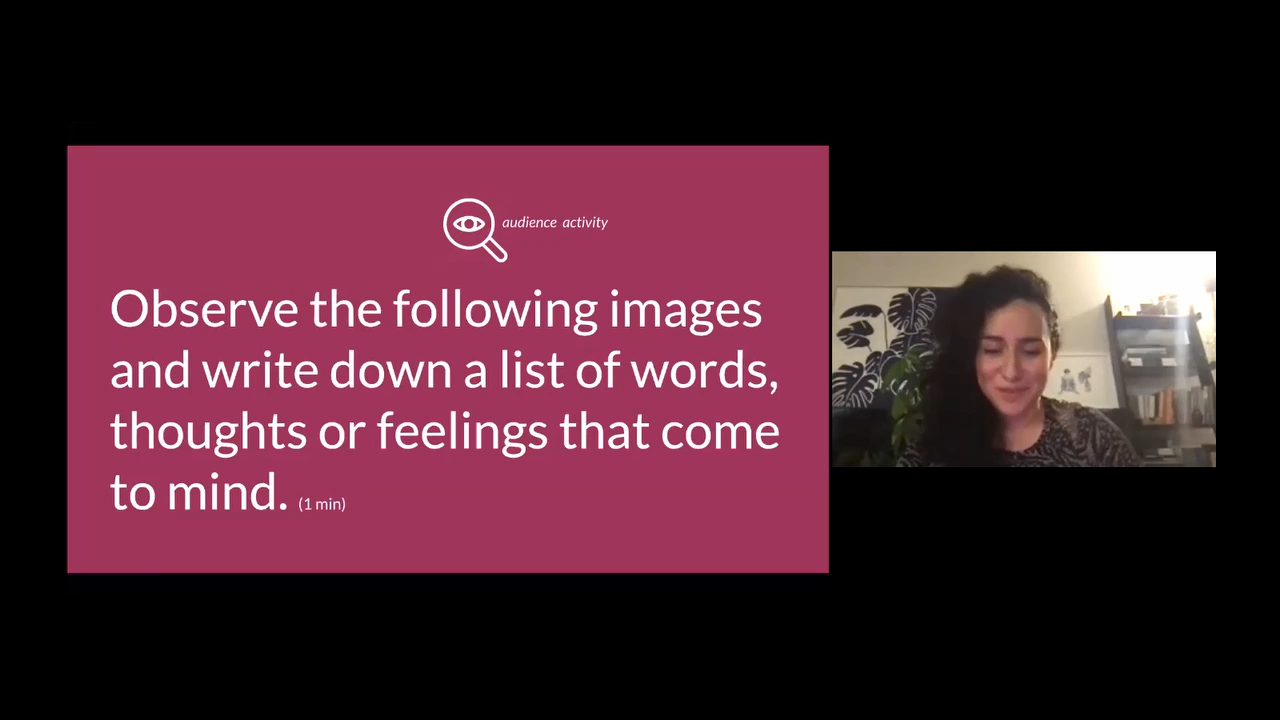 audience activity
Observe the following images
and write down a list of words,
thoughts or feelings that come
to mind. (1 min)